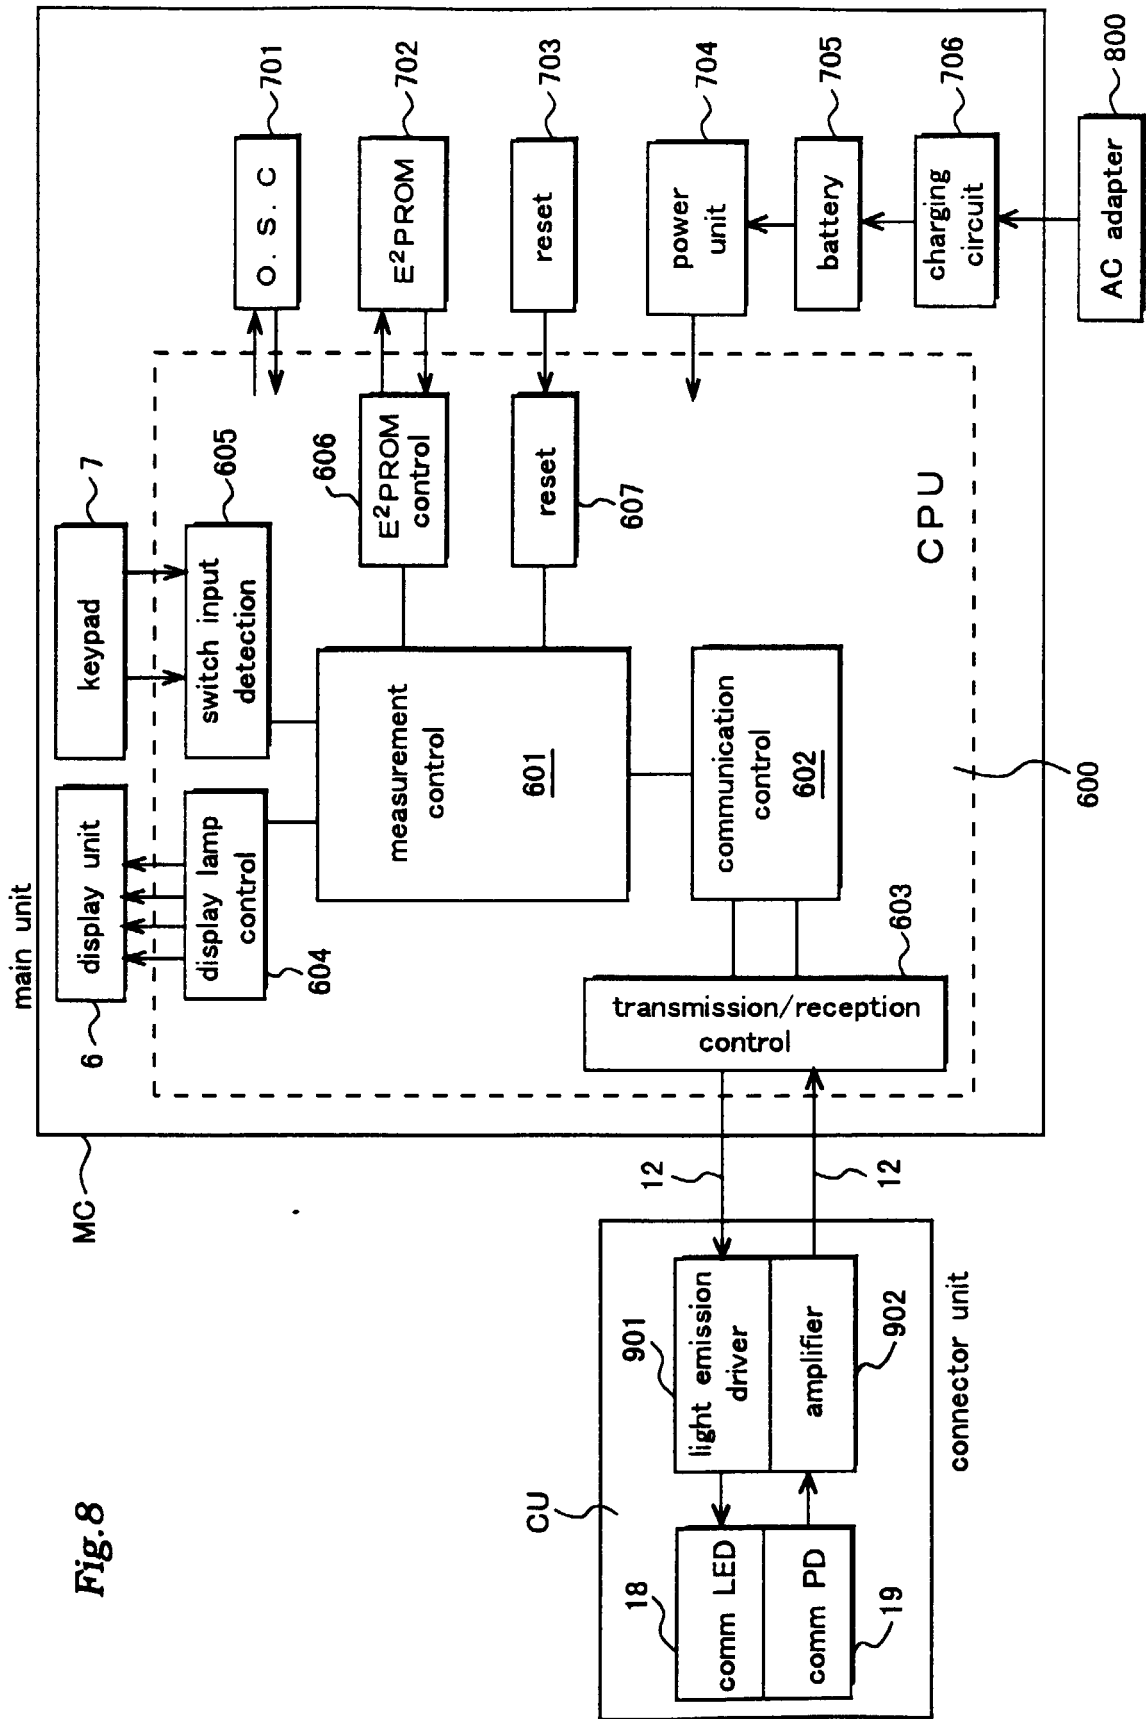 Fig.8
main unit
MC
6
display unit
keypad
7
604
display lamp
control
switch input
detection
605
O. S. C
701
measurement
control
601
606
E²PROM
control
E²PROM
702
reset
607
reset
703
communication
control
602
603
transmission/reception
control
CPU
600
power
unit
704
battery
705
charging
circuit
706
AC adapter
800
12
12
CU
18
comm LED
comm PD
19
901
light emission
driver
amplifier
902
connector unit